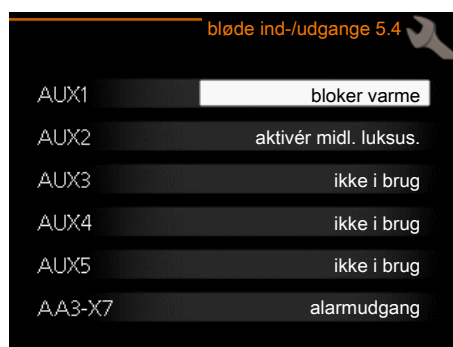 bløde ind-/udgange 5.4
AUX1 bloker varme
AUX2 aktivér midl. luksus.
AUX3 ikke i brug
AUX4 ikke i brug
AUX5 ikke i brug
AA3-X7 alarmudgang